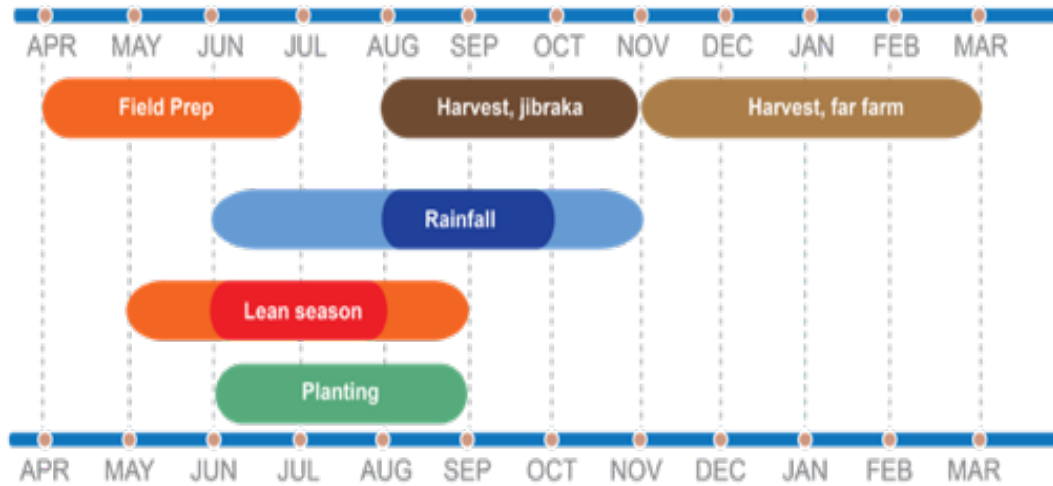 APR MAY JUN JUL AUG SEP OCT NOV DEC JAN FEB MAR
Field Prep Harvest, jibraka Harvest, far farm
Rainfall
Lean season
Planting
APR MAY JUN JUL AUG SEP OCT NOV DEC JAN FEB MAR